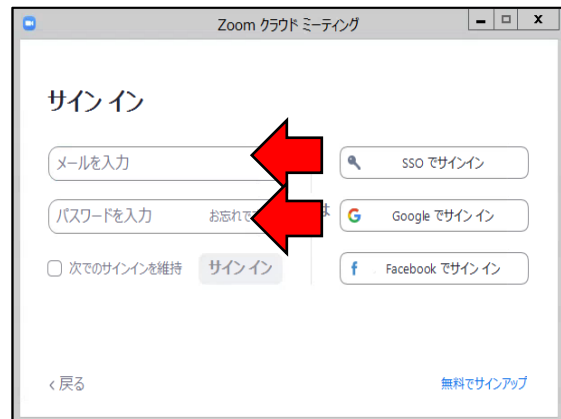 Zoom クラウド ミーティング
サイン イン
メールを入力
パスワードを入力 お忘れで
は
次でのサインインを維持 サイン イン
SSO でサインイン
Google でサイン イン
Facebook でサイン イン
戻る
無料でサインアップ